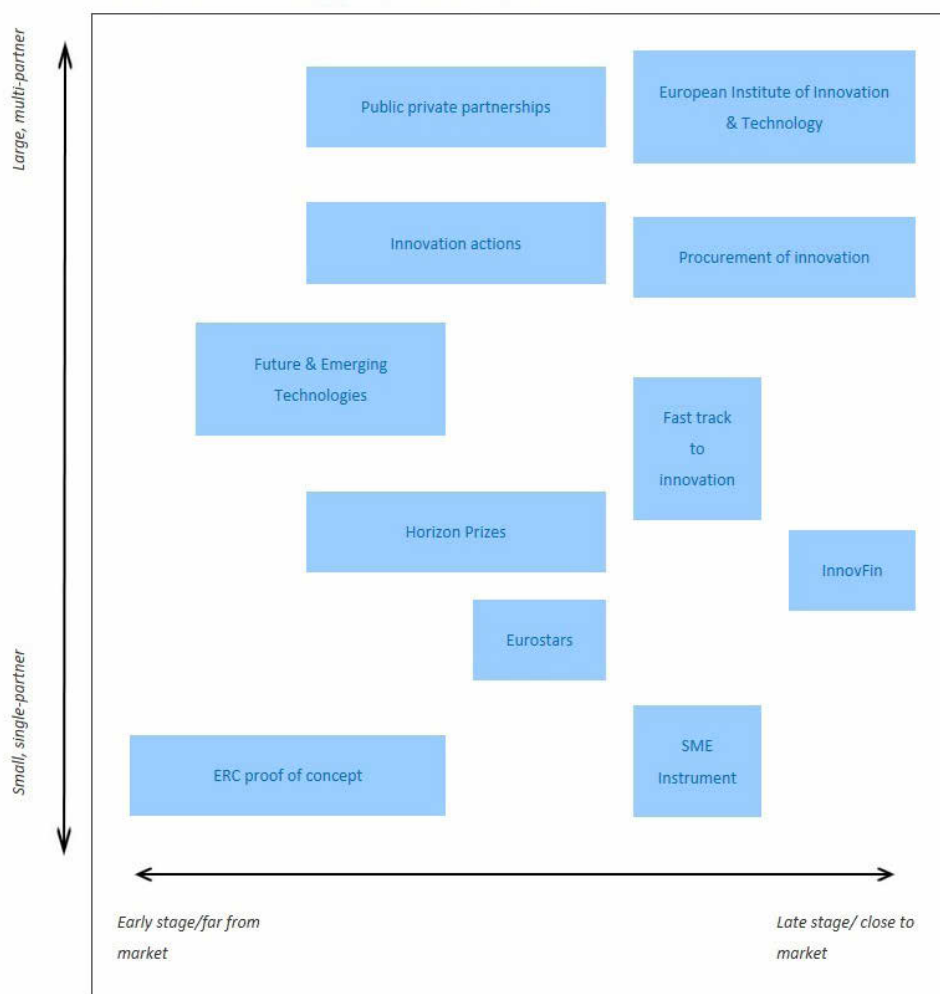 Large, multi-partner
Public private partnerships
European Institute of Innovation
& Technology
Innovation actions
Procurement of innovation
Future & Emerging
Technologies
Fast track
to
innovation
Horizon Prizes
InnovFin
Eurostars
Small, single-partner
SME
Instrument
ERC proof of concept
Early stage/far from
market
Late stage/ close to
market